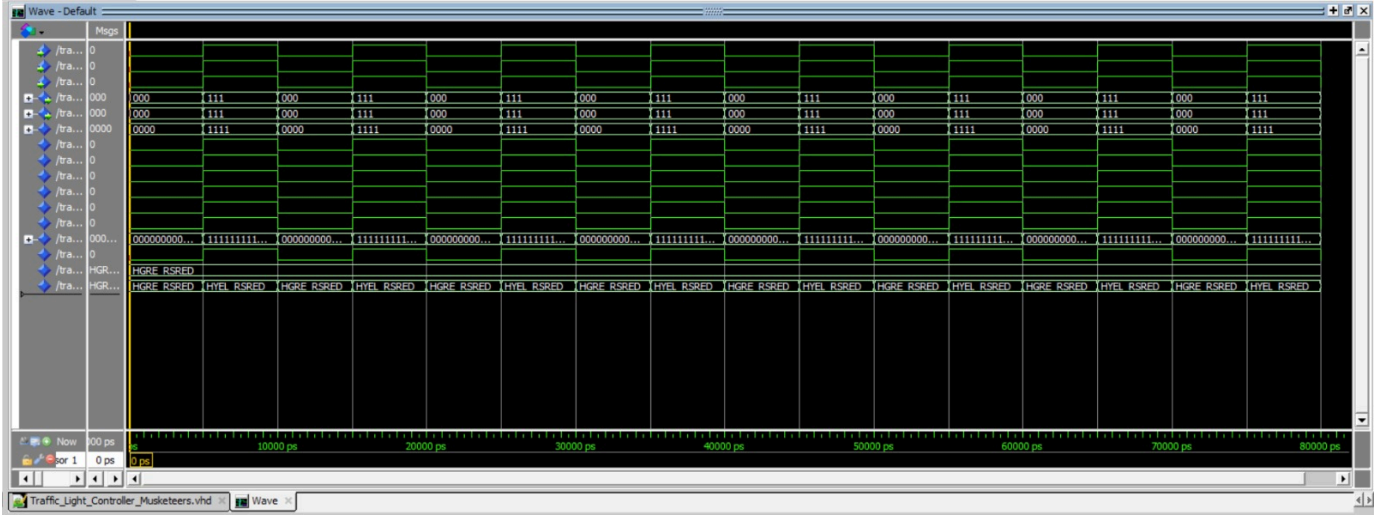 Wave - Default
Msgs
/tra... 0
/tra... 0
/tra... 0
/tra... 000 000 111 000 111 000 111 000 111 000 111 000 111 000 111 000 111
/tra... 000 000 111 000 111 000 111 000 111 000 111 000 111 000 111 000 111
/tra... 0000 0000 1111 0000 1111 0000 1111 0000 1111 0000 1111 0000 1111 0000 1111 0000 1111
/tra... 0
/tra... 0
/tra... 0
/tra... 0
/tra... 0
/tra... 0
/tra... 000... 000000000... 111111111... 000000000... 111111111... 000000000... 111111111... 000000000... 111111111... 000000000... 111111111... 000000000... 111111111... 000000000... 111111111... 000000000... 111111111...
/tra... 0
/tra... HGR... HGRE_RSRED
/tra... HGR... HGRE_RSRED HYEL_RSRED HGRE_RSRED HYEL_RSRED HGRE_RSRED HYEL_RSRED HGRE_RSRED HYEL_RSRED HGRE_RSRED HYEL_RSRED HGRE_RSRED HYEL_RSRED HGRE_RSRED HYEL_RSRED HGRE_RSRED HYEL_RSRED
Now 000 ps ps 10000 ps 20000 ps 30000 ps 40000 ps 50000 ps 60000 ps 70000 ps 80000 ps
sor 1 0 ps 0 ps
Traffic_Light_Controller_Musketeers.vhd Wave